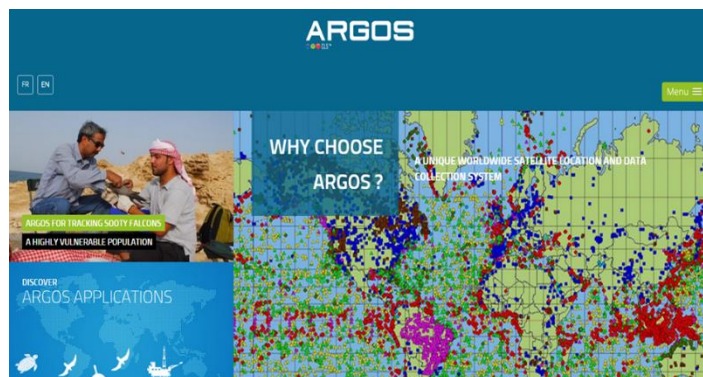 ARGOS
CLS
FR EN
Menu
WHY CHOOSE
ARGOS ?
A UNIQUE WORLDWIDE SATELLITE LOCATION AND DATA
COLLECTION SYSTEM
ARGOS FOR TRACKING SOOTY FALCONS
A HIGHLY VULNERABLE POPULATION
DISCOVER
ARGOS APPLICATIONS